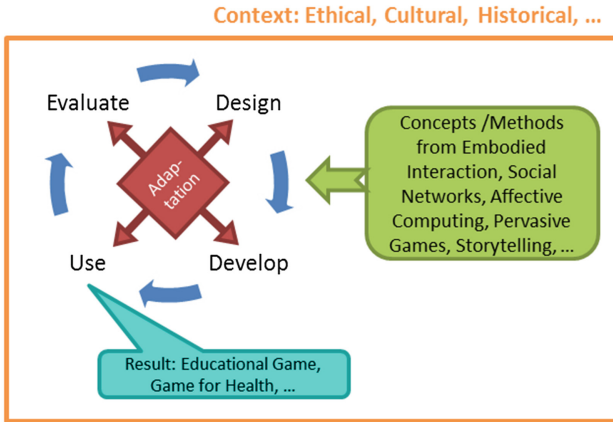 Context: Ethical, Cultural, Historical, ...
Evaluate
Design
Adap-
tation
Use
Develop
Concepts /Methods
from Embodied
Interaction, Social
Networks, Affective
Computing, Pervasive
Games, Storytelling, ...
Result: Educational Game,
Game for Health, ...